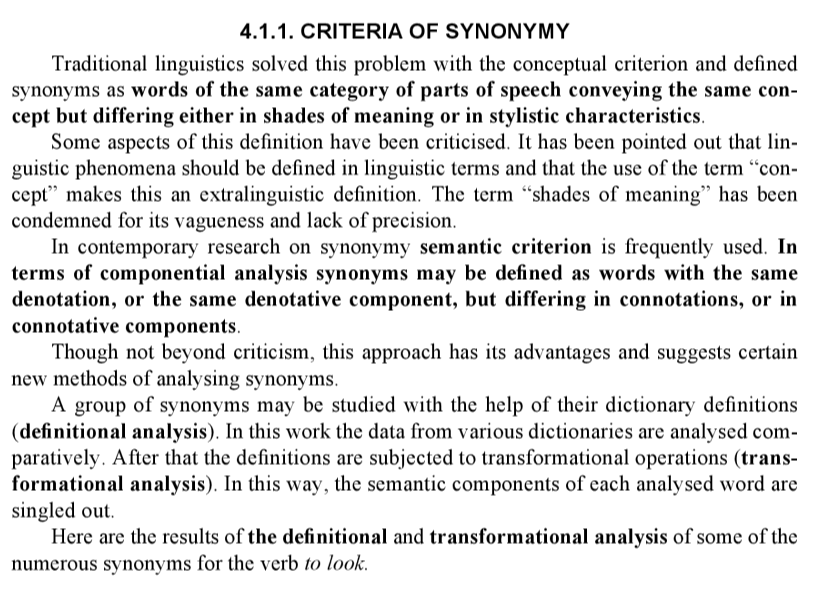 4.1.1. CRITERIA OF SYNONYMY
Traditional linguistics solved this problem with the conceptual criterion and defined
synonyms as words of the same category of parts of speech conveying the same con-
cept but differing either in shades of meaning or in stylistic characteristics.
Some aspects of this definition have been criticised. It has been pointed out that lin-
guistic phenomena should be defined in linguistic terms and that the use of the term “con-
cept” makes this an extralinguistic definition. The term “shades of meaning” has been
condemned for its vagueness and lack of precision.
In contemporary research on synonymy semantic criterion is frequently used. In
terms of componential analysis synonyms may be defined as words with the same
denotation, or the same denotative component, but differing in connotations, or in
connotative components.
Though not beyond criticism, this approach has its advantages and suggests certain
new methods of analysing synonyms.
A group of synonyms may be studied with the help of their dictionary definitions
(definitional analysis). In this work the data from various dictionaries are analysed com-
paratively. After that the definitions are subjected to transformational operations (trans-
formational analysis). In this way, the semantic components of each analysed word are
singled out.
Here are the results of the definitional and transformational analysis of some of the
numerous synonyms for the verb to look.